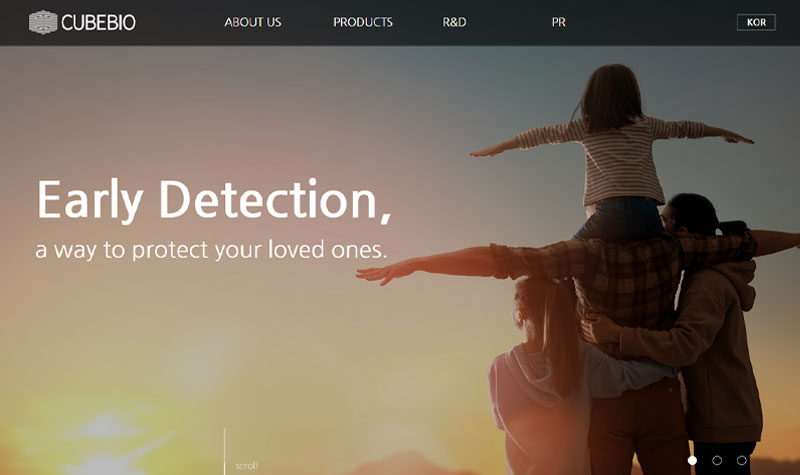 CUBEBIO
ABOUT US
PRODUCTS
R&D
PR
KOR
Early Detection,
a way to protect your loved ones.
scroll